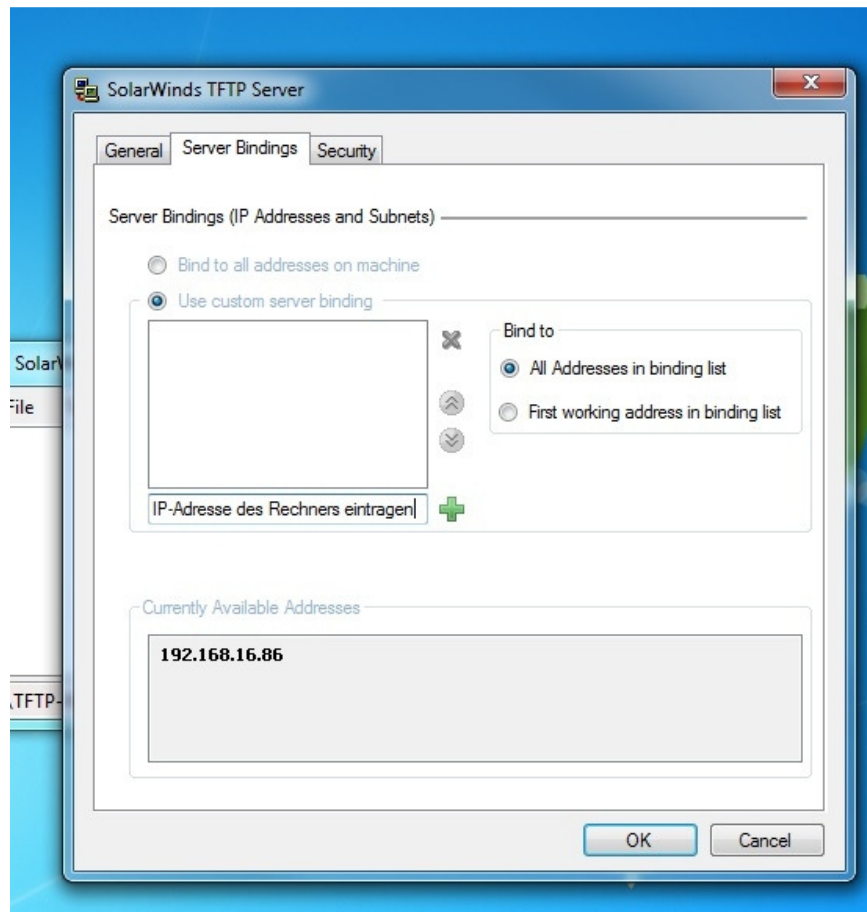 SolarWinds TFTP Server
General Server Bindings Security
Server Bindings (IP Addresses and Subnets)
Bind to all addresses on machine
Use custom server binding
Bind to
All Addresses in binding list
First working address in binding list
IP-Adresse des Rechners eintragen
Currently Available Addresses
192.168.16.86
OK Cancel
File
\TFTP-